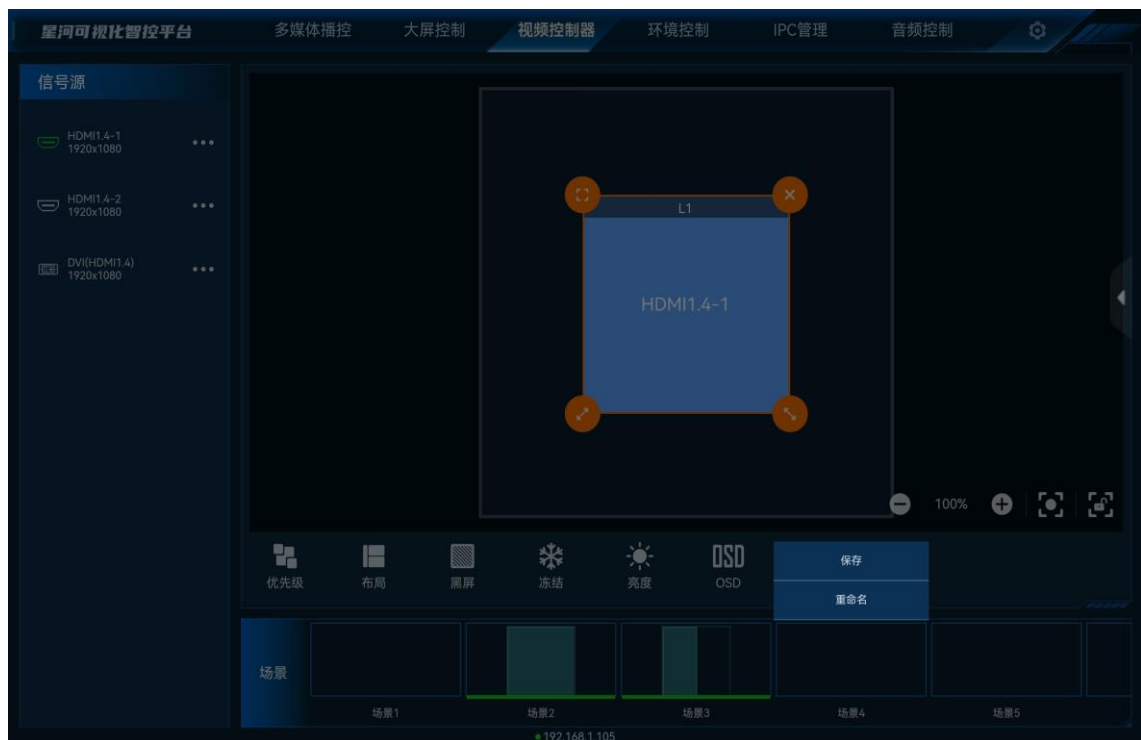 星河可视化智控平台
多媒体播控
大屏控制
视频控制器
环境控制
IPC管理
音频控制
信号源
HDMI1.4-1
1920x1080
HDMI1.4-2
1920x1080
DVI(HDMI1.4)
1920x1080
L1
HDMI1.4-1
100%
优先级
布局
黑屏
冻结
亮度
OSD
OSD
保存
重命名
场景
场景1
场景2
场景3
场景4
场景5
192.168.1.105